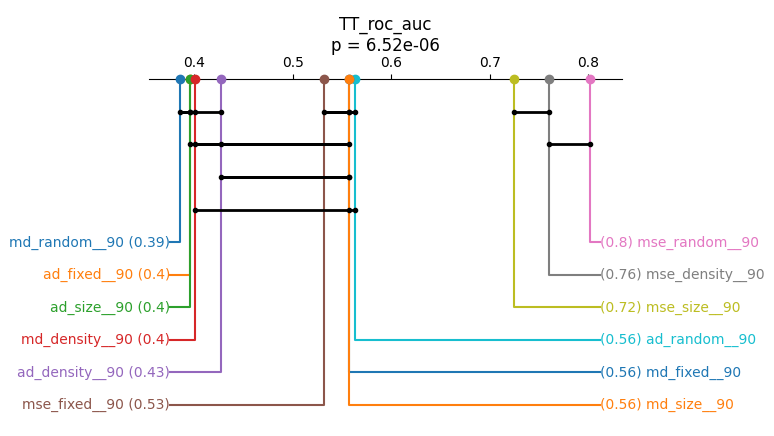 TT_roc_auc
p = 6.52e-06
0.4 0.5 0.6 0.7 0.8
md_random__90 (0.39)
(0.8) mse_random__90
ad_fixed__90 (0.4)
(0.76) mse_density__90
ad_size__90 (0.4)
(0.72) mse_size__90
md_density__90 (0.4)
(0.56) ad_random__90
ad_density__90 (0.43)
(0.56) md_fixed__90
mse_fixed__90 (0.53)
(0.56) md_size__90